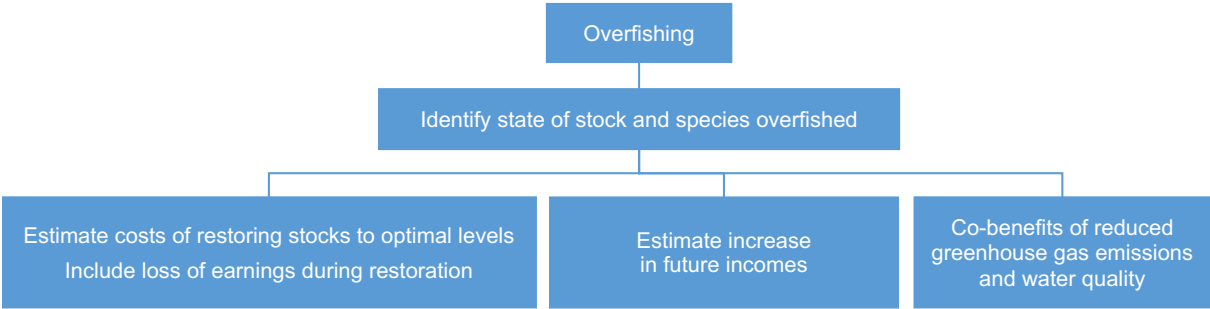 Overfishing
Identify state of stock and species overfished
Estimate costs of restoring stocks to optimal levels
Include loss of earnings during restoration
Estimate increase
in future incomes
Co-benefits of reduced
greenhouse gas emissions
and water quality